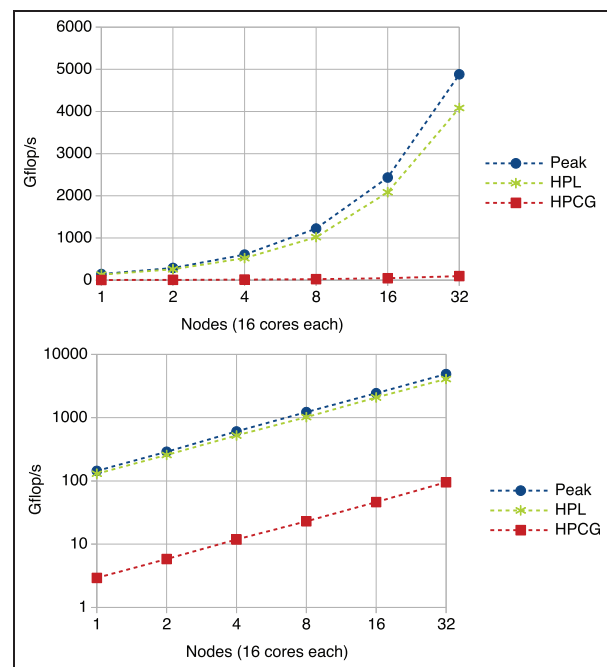 6000
5000
4000
3000
2000
1000
0
Gflop/s
1 2 4 8 16 32
Nodes (16 cores each)
Peak
HPL
HPCG
10000
1000
100
10
1
Gflop/s
1 2 4 8 16 32
Nodes (16 cores each)
Peak
HPL
HPCG